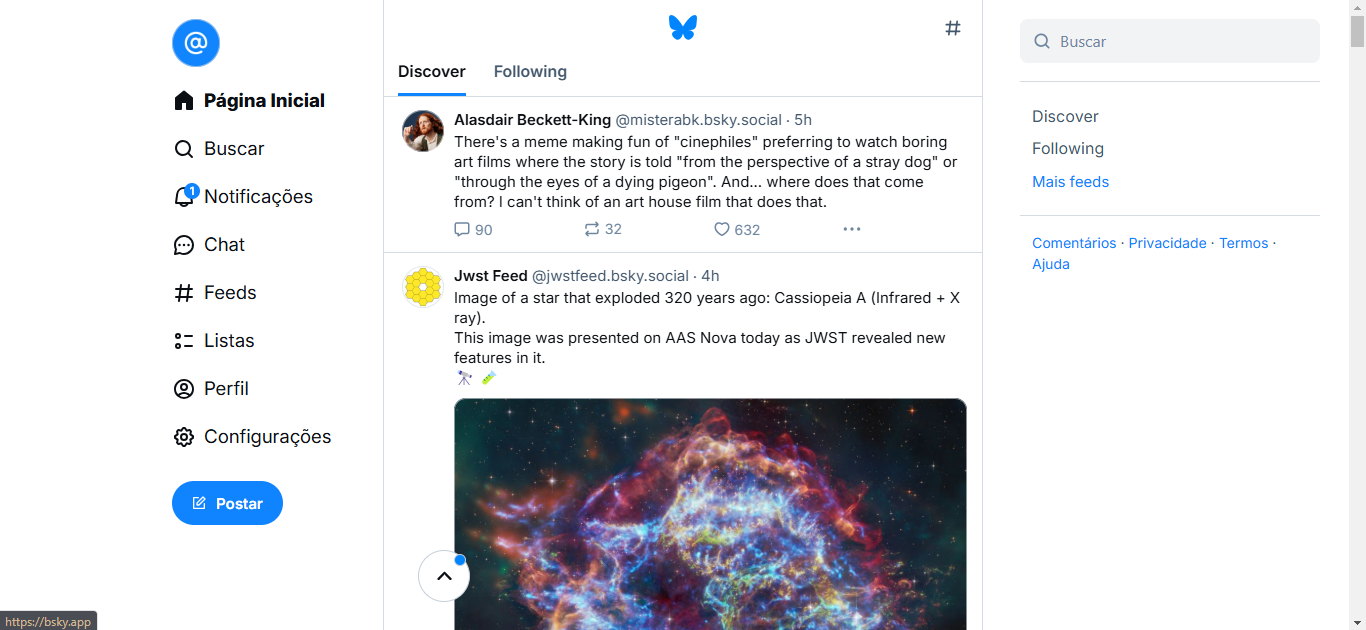 @
Página Inicial
Buscar
1
Notificações
Chat
Feeds
Listas
Perfil
Configurações
Postar
#
Discover
Following
Alasdair Beckett-King @misterabk.bsky.social · 5h
There's a meme making fun of "cinephiles" preferring to watch boring
art films where the story is told "from the perspective of a stray dog" or
"through the eyes of a dying pigeon". And... where does that come
from? I can't think of an art house film that does that.
90 32 632 ···
Jwst Feed @jwstfeed.bsky.social · 4h
Image of a star that exploded 320 years ago: Cassiopeia A (Infrared + X
ray).
This image was presented on AAS Nova today as JWST revealed new
features in it.
🔭 🧪
Buscar
Discover
Following
Mais feeds
Comentários · Privacidade · Termos ·
Ajuda
https://bsky.app